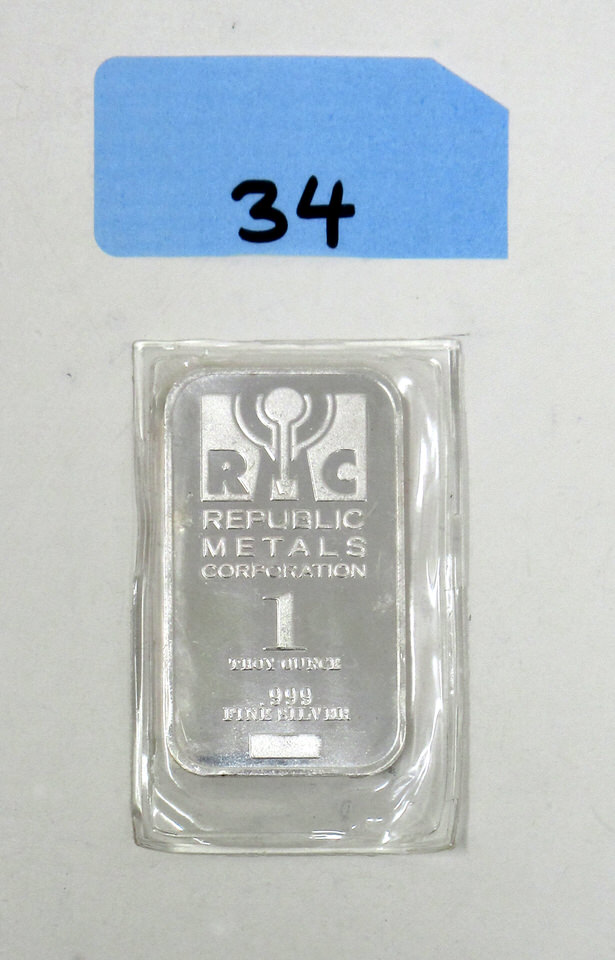 34
RMC
REPUBLIC
METALS
CORPORATION
1
TROY OUNCE
.999
FINE SILVER